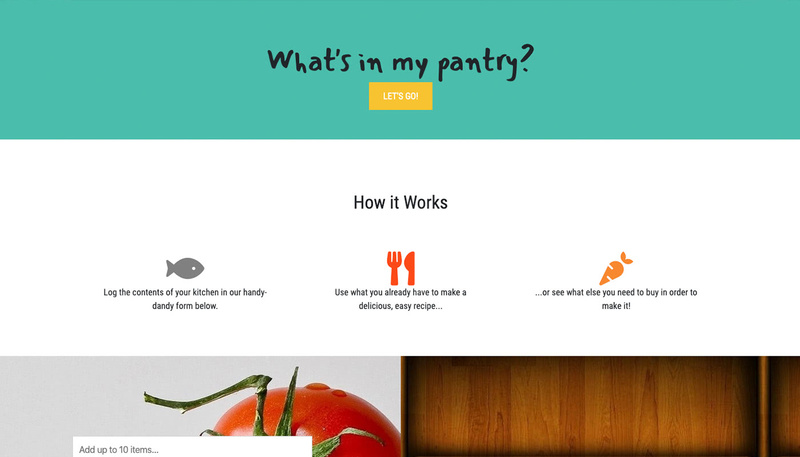 What's in my pantry?
LET'S GO!
How it Works
Log the contents of your kitchen in our handy-
dandy form below.
Use what you already have to make a
delicious, easy recipe...
...or see what else you need to buy in order to
make it!
Add up to 10 items...